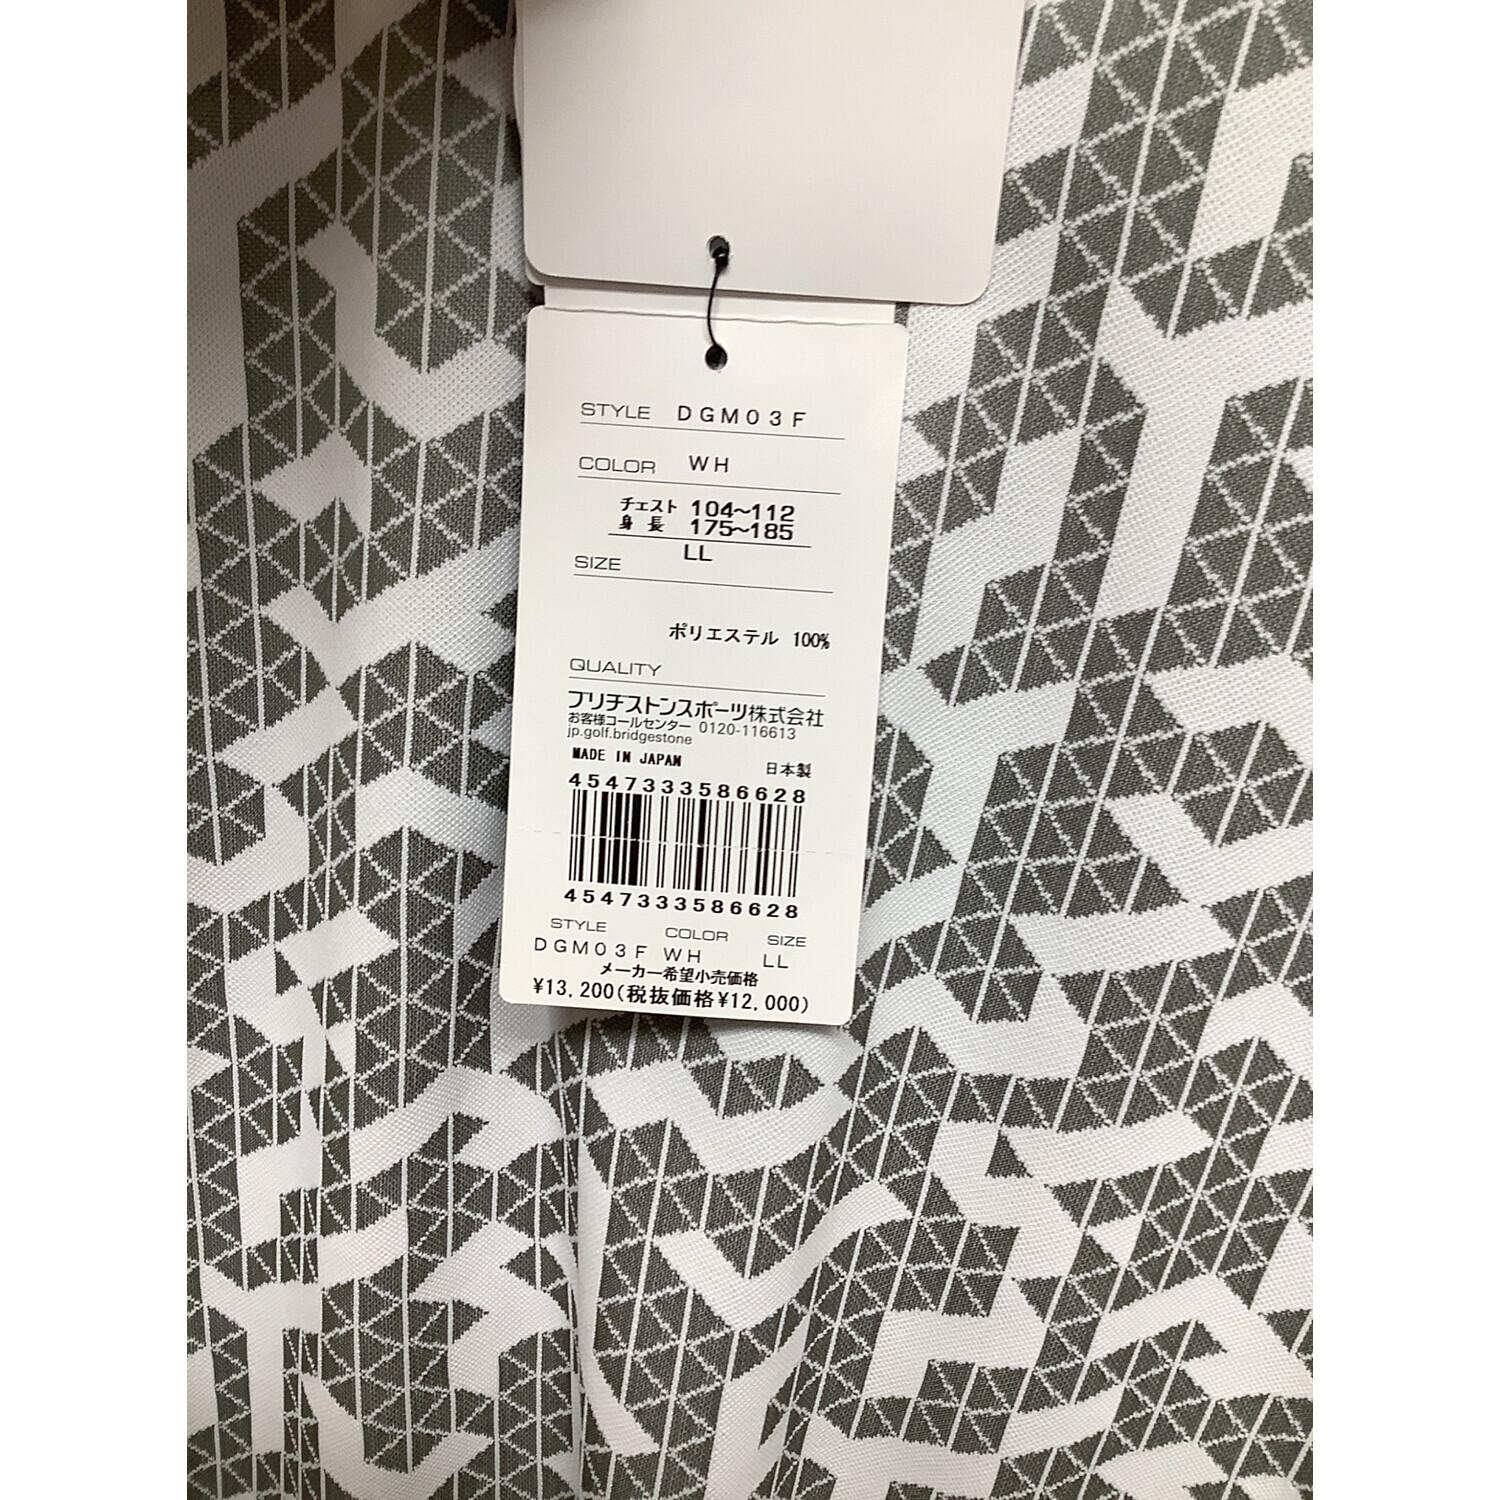 STYLE DGM03F
COLOR WH
チェスト 104~112
身長 175~185
LL
SIZE
ポリエステル 100%
QUALITY
ブリヂストンスポーツ株式会社
お客様コールセンター 0120-116613
jp.golf.bridgestone
MADE IN JAPAN 日本製
4547333586628
4547333586628
STYLE COLOR SIZE
DGM03F WH LL
メーカー希望小売価格
¥13,200(税抜価格¥12,000)